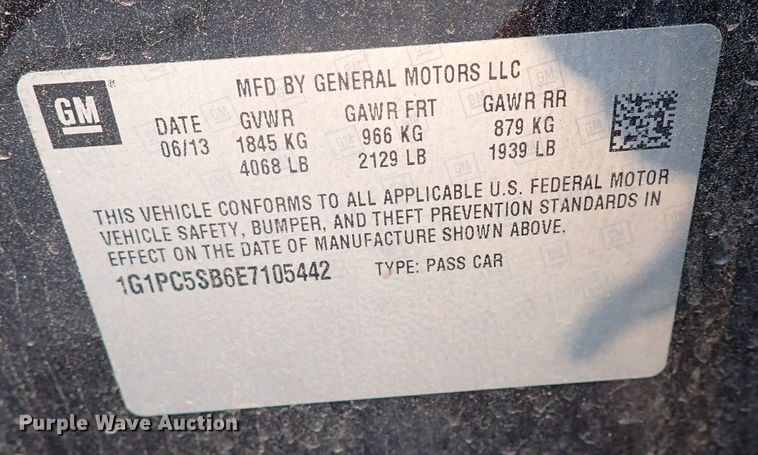 GM
MFD BY GENERAL MOTORS LLC
DATE GVWR GAWR FRT GAWR RR
06/13 1845 KG 966 KG 879 KG
4068 LB 2129 LB 1939 LB
THIS VEHICLE CONFORMS TO ALL APPLICABLE U.S. FEDERAL MOTOR
VEHICLE SAFETY, BUMPER, AND THEFT PREVENTION STANDARDS IN
EFFECT ON THE DATE OF MANUFACTURE SHOWN ABOVE.
1G1PC5SB6E7105442 TYPE: PASS CAR
Purple Wave Auction